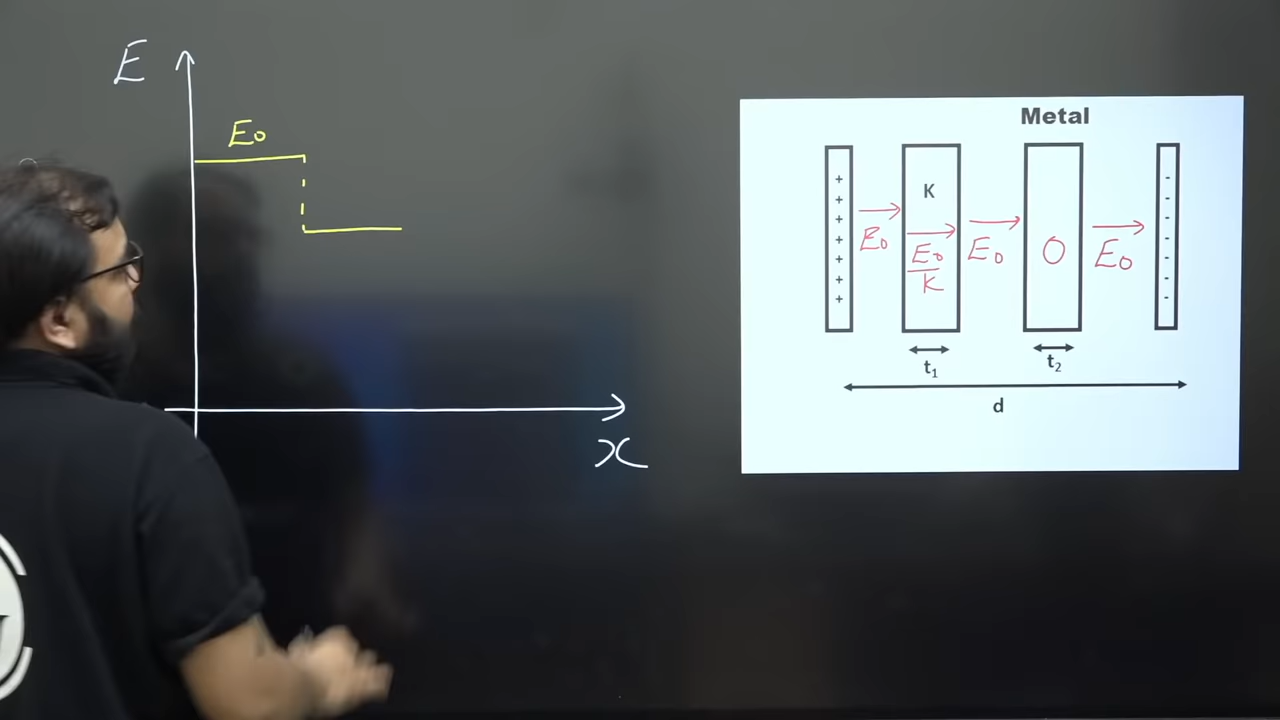 E
E₀
x
Metal
+
+
+
+
+
+
+
K
E₀
E₀/K
E₀
0
E₀
-
-
-
-
-
-
-
t₁
t₂
d